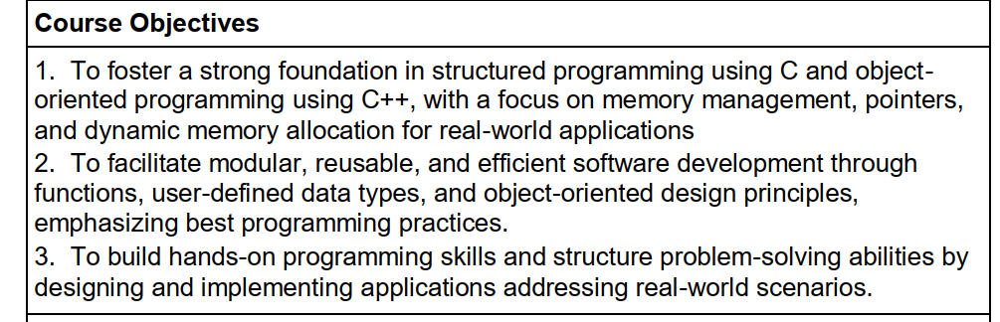 Course Objectives
1. To foster a strong foundation in structured programming using C and object-
oriented programming using C++, with a focus on memory management, pointers,
and dynamic memory allocation for real-world applications
2. To facilitate modular, reusable, and efficient software development through
functions, user-defined data types, and object-oriented design principles,
emphasizing best programming practices.
3. To build hands-on programming skills and structure problem-solving abilities by
designing and implementing applications addressing real-world scenarios.